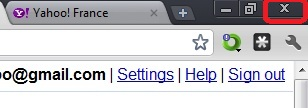 Yahoo! France
oo@gmail.com | Settings | Help | Sign out